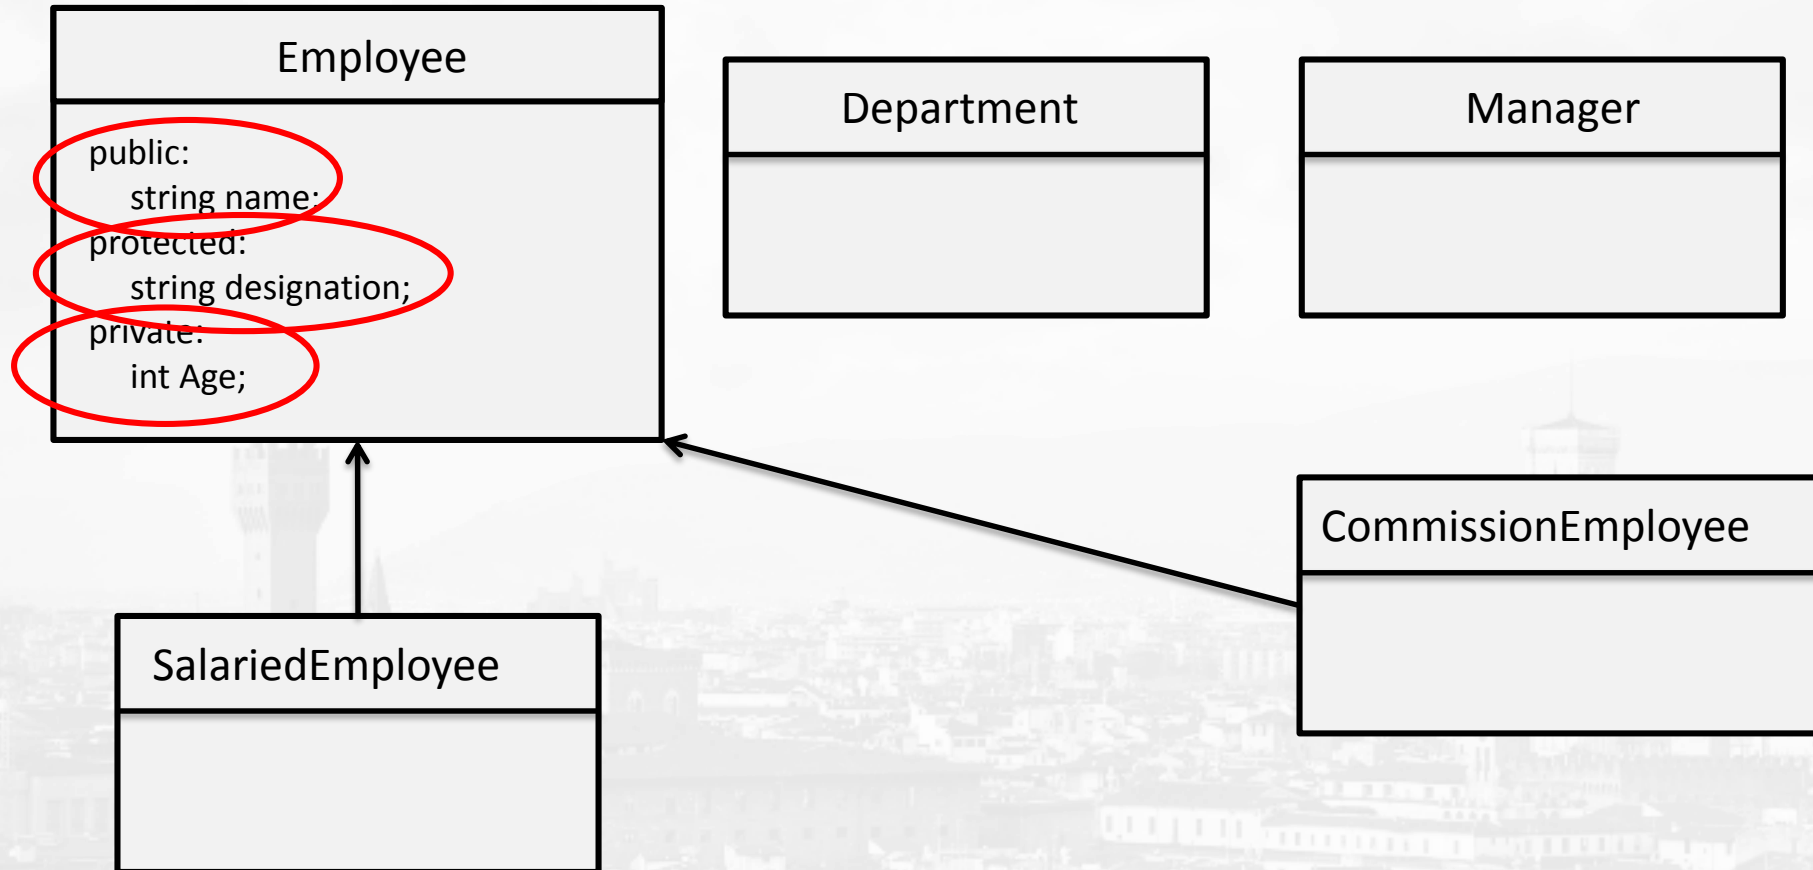 Employee
public:
string name;
protected:
string designation;
private:
int Age;
Department
Manager
SalariedEmployee
CommissionEmployee